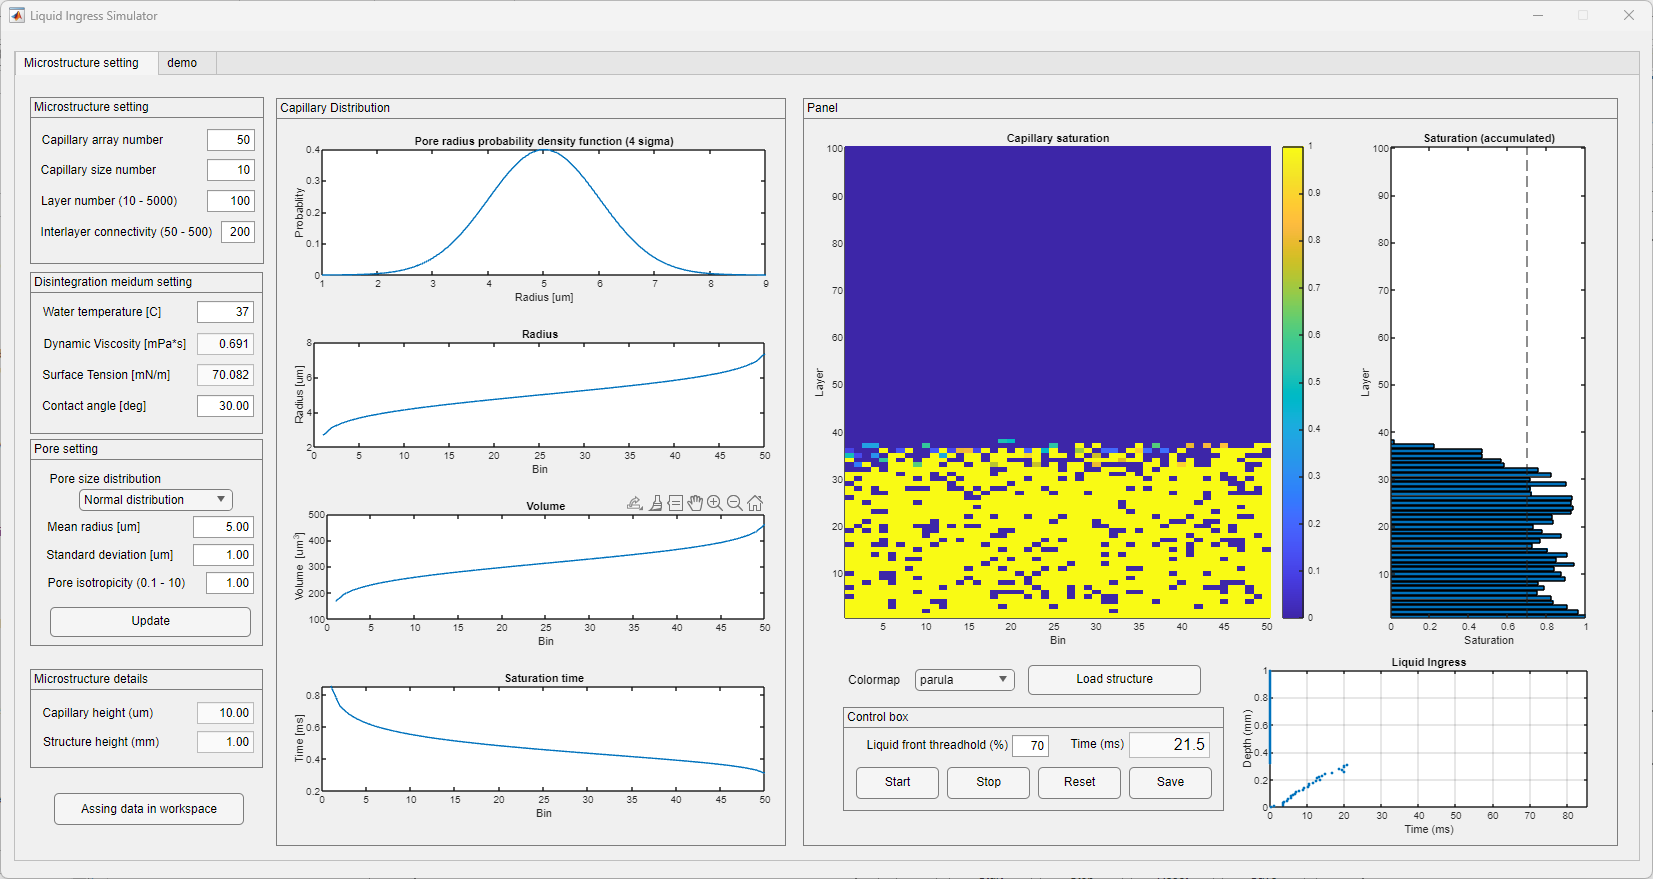 Liquid Ingress Simulator
Microstructure setting
demo
Microstructure setting
Capillary array number 50
Capillary size number 10
Layer number (10 - 5000) 100
Interlayer connectivity (50 - 500) 200
Disintegration meidum setting
Water temperature [C] 37
Dynamic Viscosity [mPa*s] 0.691
Surface Tension [mN/m] 70.082
Contact angle [deg] 30.00
Pore setting
Pore size distribution
Normal distribution
Mean radius [um] 5.00
Standard deviation [um] 1.00
Pore isotropicity (0.1 - 10) 1.00
Update
Microstructure details
Capillary height (um) 10.00
Structure height (mm) 1.00
Assing data in workspace
Capillary Distribution
Pore radius probability density function (4 sigma)
Probablity
0.4
0.3
0.2
0.1
0
1 2 3 4 5 6 7 8 9
Radius [um]
Radius
Radius [um]
8
6
4
2
0 5 10 15 20 25 30 35 40 45 50
Bin
Volume
Volume [um³]
500
400
300
200
100
0 5 10 15 20 25 30 35 40 45 50
Bin
Saturation time
Time [ms]
0.8
0.6
0.4
0.2
0 5 10 15 20 25 30 35 40 45 50
Bin
Panel
Capillary saturation
Layer
100
90
80
70
60
50
40
30
20
10
5 10 15 20 25 30 35 40 45 50
Bin
1
0.9
0.8
0.7
0.6
0.5
0.4
0.3
0.2
0.1
0
Saturation (accumulated)
Layer
100
90
80
70
60
50
40
30
20
10
0 0.2 0.4 0.6 0.8 1
Saturation
Colormap parula
Load structure
Control box
Liquid front threadhold (%) 70 Time (ms) 21.5
Start Stop Reset Save
Liquid Ingress
Depth (mm)
1
0.8
0.6
0.4
0.2
0
0 10 20 30 40 50 60 70 80
Time (ms)